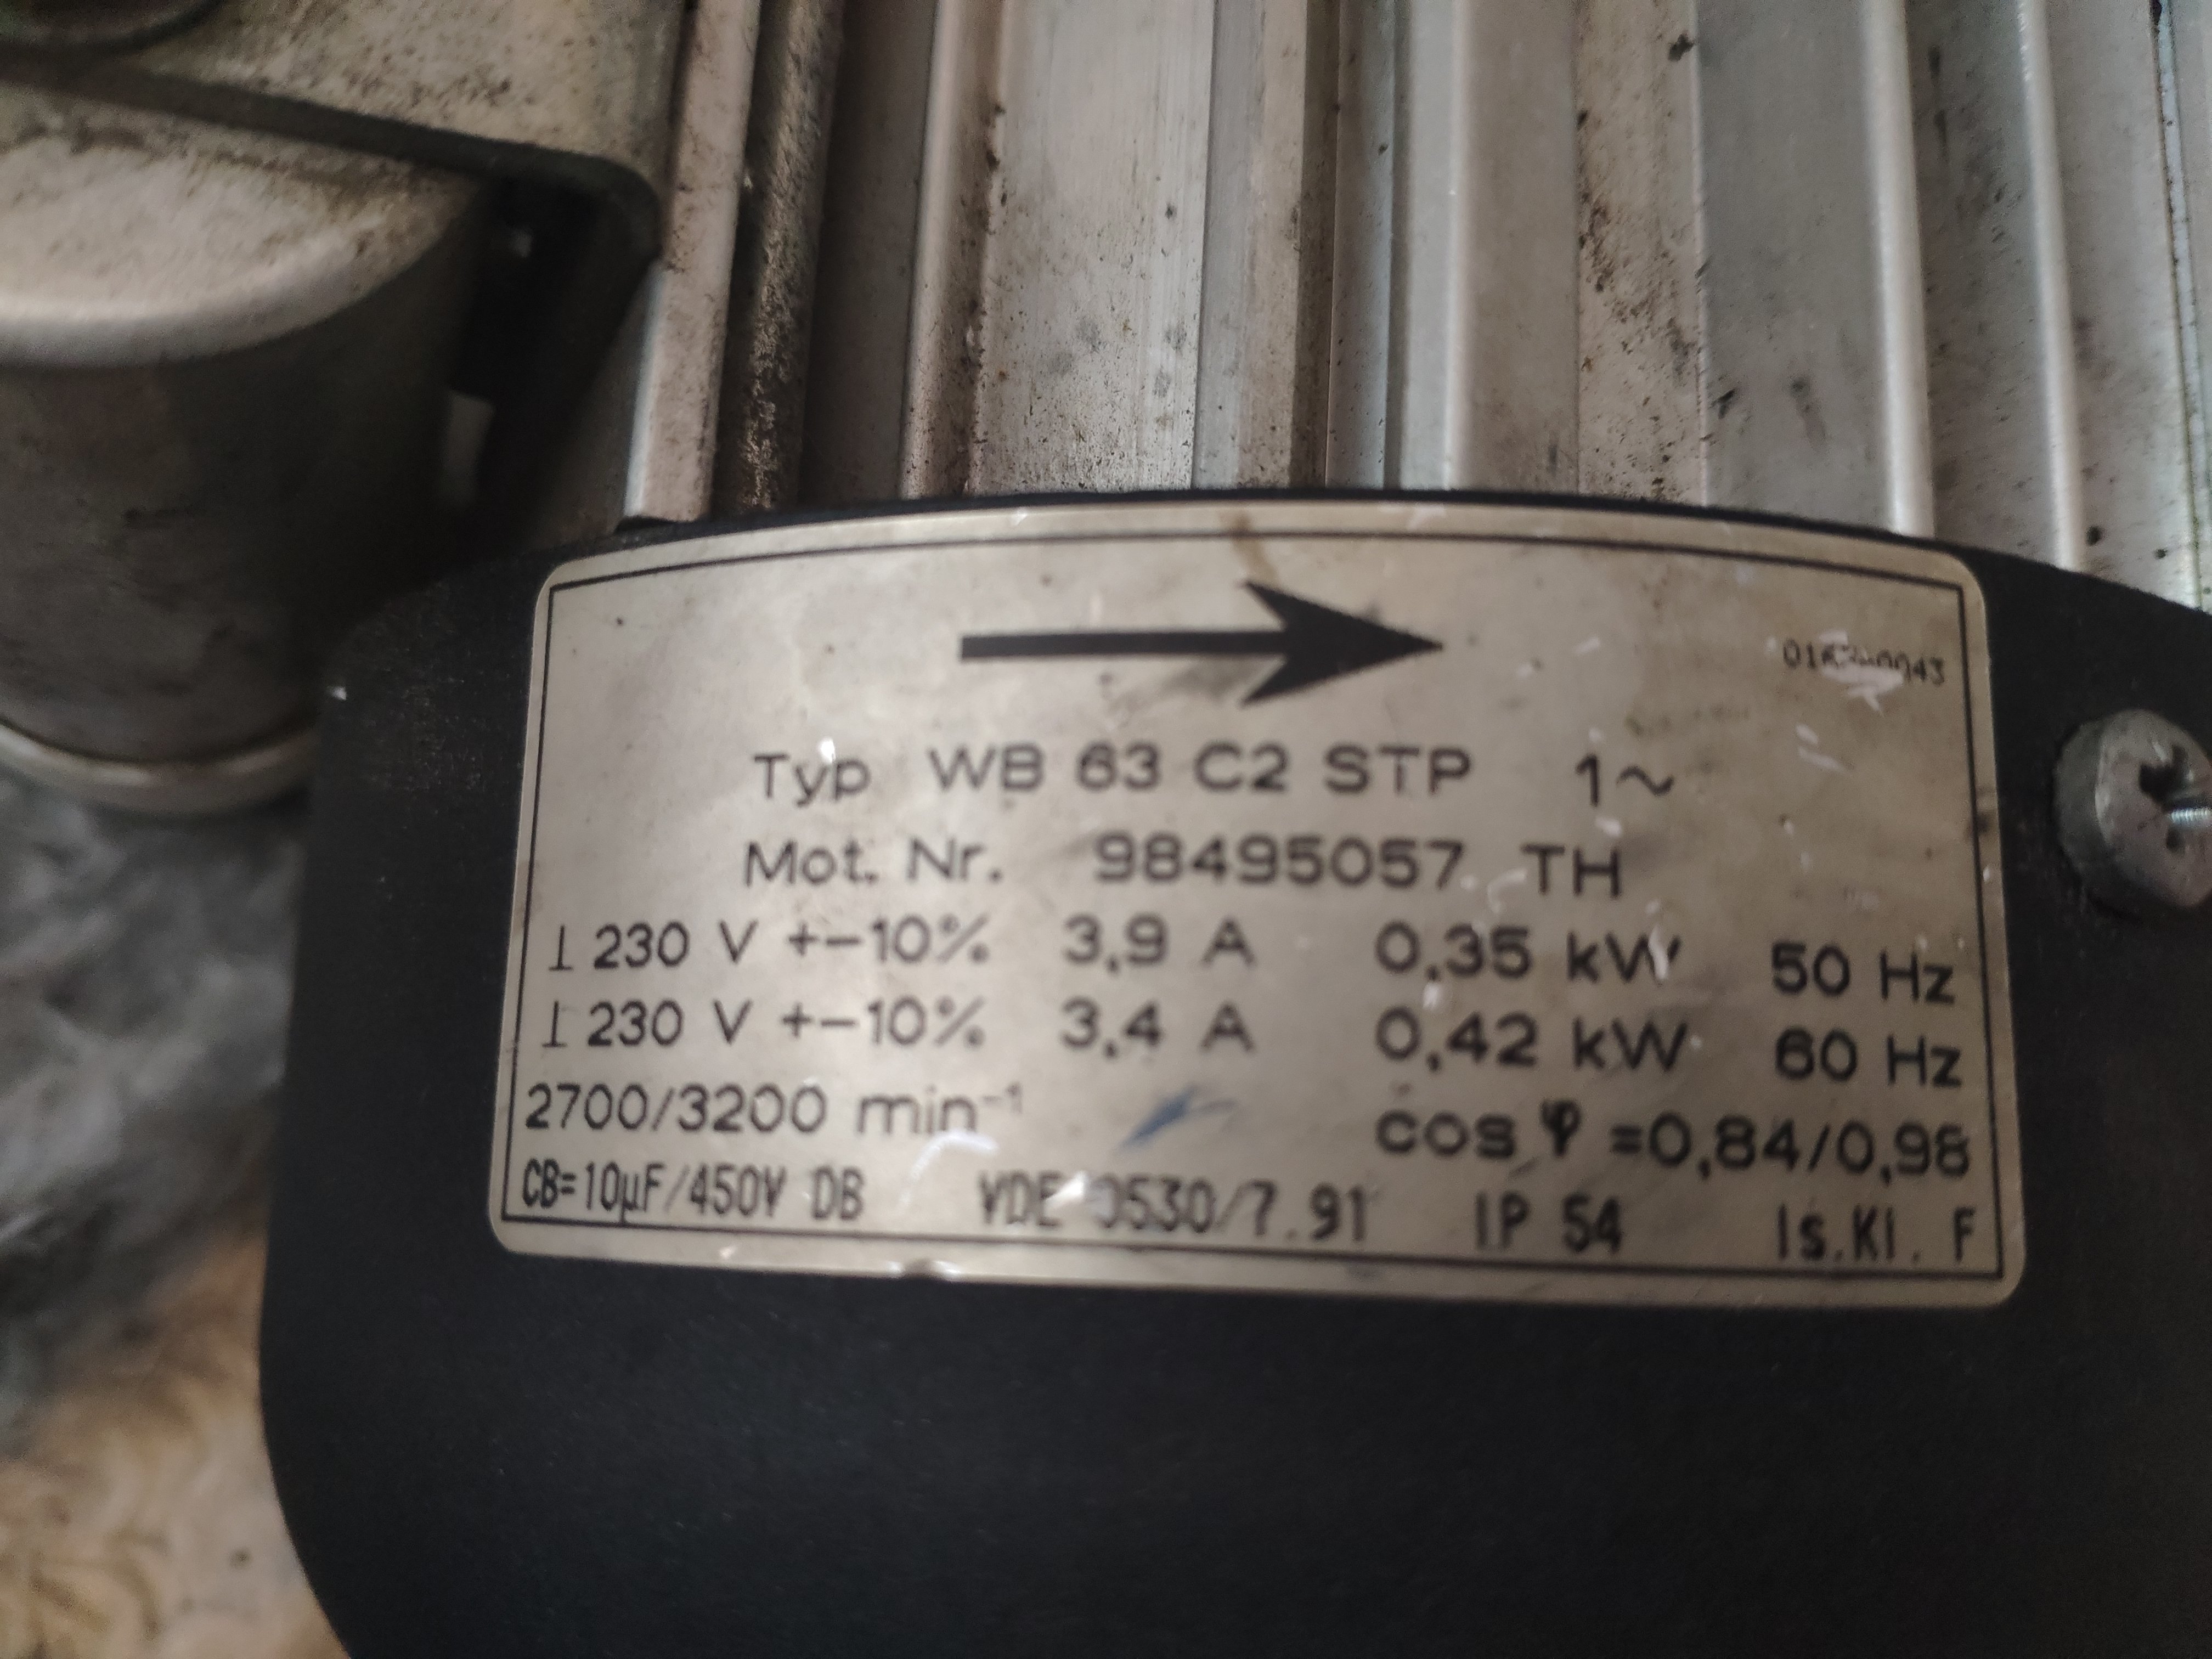 Typ WB 63 C2 STP 1~
Mot. Nr. 98495057 TH
⊥ 230 V +-10% 3,9 A 0,35 kW 50 Hz
⊥ 230 V +-10% 3,4 A 0,42 kW 60 Hz
2700/3200 min⁻¹ cos φ =0,84/0,98
CB=10µF/450V DB VDE 0530/7.91 IP 54 Is.Kl. F